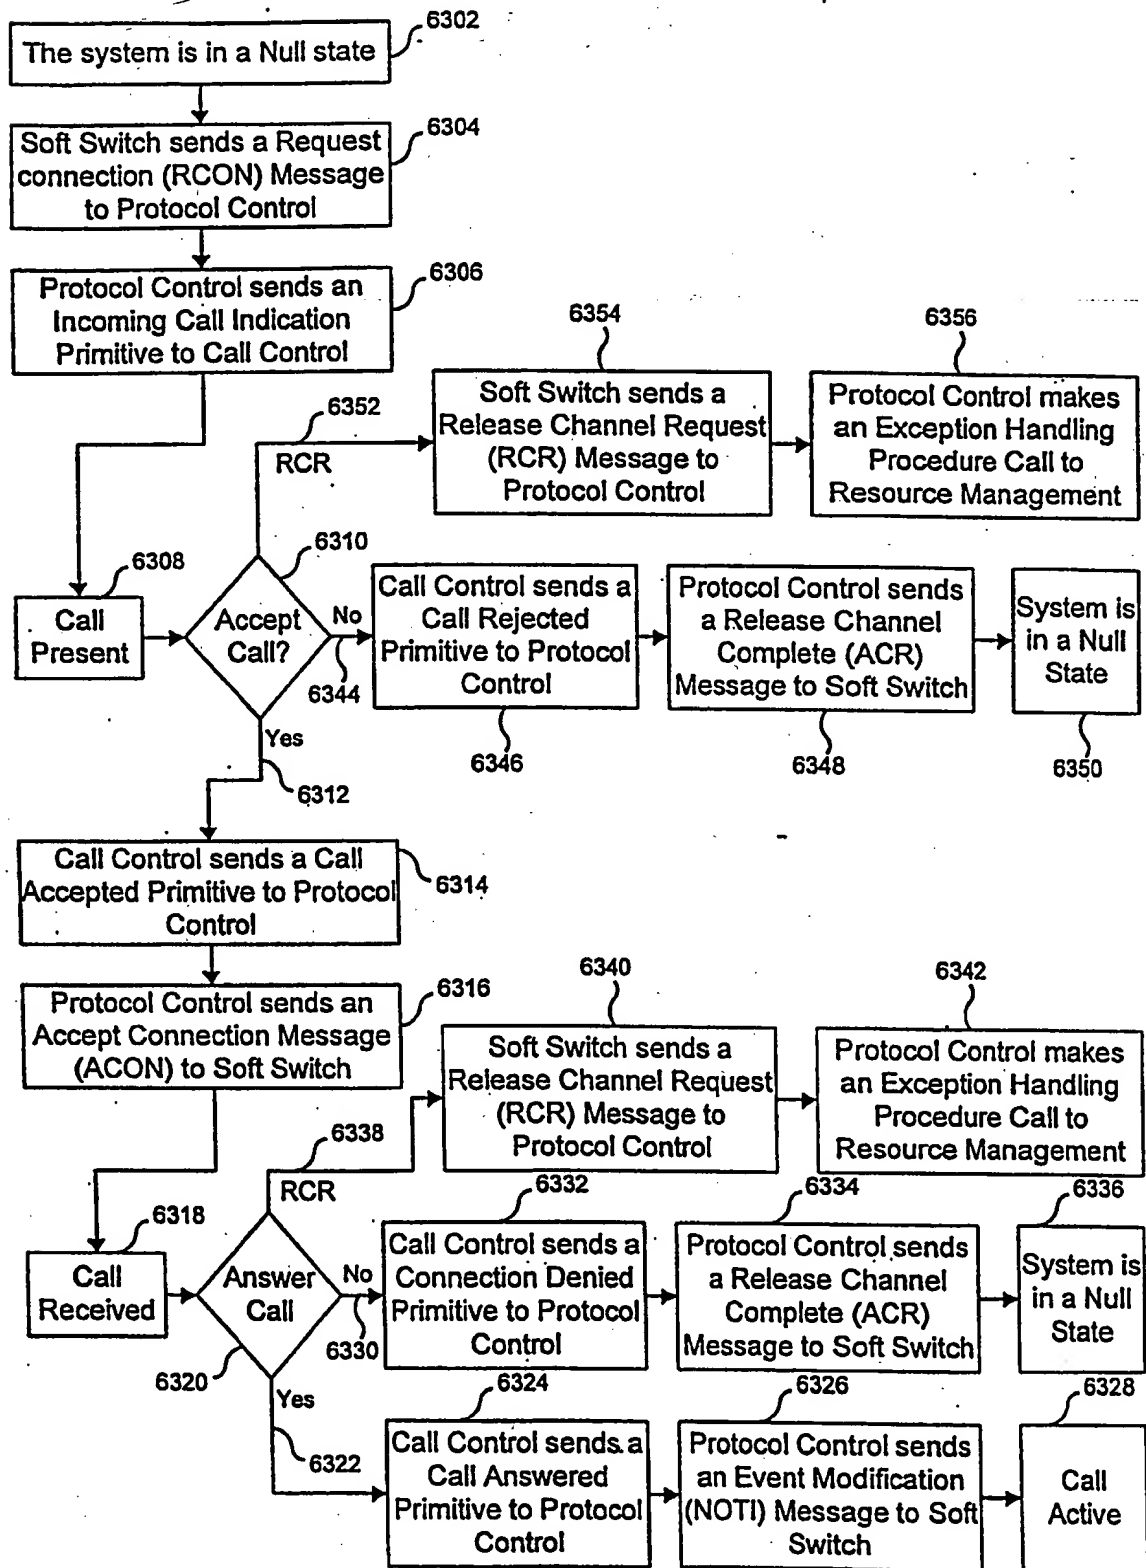 6302
The system is in a Null state
6304
Soft Switch sends a Request
connection (RCON) Message
to Protocol Control
6306
Protocol Control sends an
Incoming Call Indication
Primitive to Call Control
6354
6356
6352
RCR
Soft Switch sends a
Release Channel Request
(RCR) Message to
Protocol Control
Protocol Control makes
an Exception Handling
Procedure Call to
Resource Management
6308
6310
Call
Present
Accept
Call?
No
6344
Call Control sends a
Call Rejected
Primitive to Protocol
Control
Protocol Control sends
a Release Channel
Complete (ACR)
Message to Soft Switch
System is
in a Null
State
6346
6348
6350
Yes
6312
Call Control sends a Call
Accepted Primitive to Protocol
Control
6314
Protocol Control sends an
Accept Connection Message
(ACON) to Soft Switch
6316
6340
6342
6338
RCR
Soft Switch sends a
Release Channel Request
(RCR) Message to
Protocol Control
Protocol Control makes
an Exception Handling
Procedure Call to
Resource Management
6332
6334
6336
6318
Call
Received
Answer
Call
6320
No
6330
Call Control sends a
Connection Denied
Primitive to Protocol
Control
Protocol Control sends
a Release Channel
Complete (ACR)
Message to Soft Switch
System is
in a Null
State
Yes
6322
6324
6326
6328
Call Control sends a
Call Answered
Primitive to Protocol
Control
Protocol Control sends
an Event Modification
(NOTI) Message to Soft
Switch
Call
Active